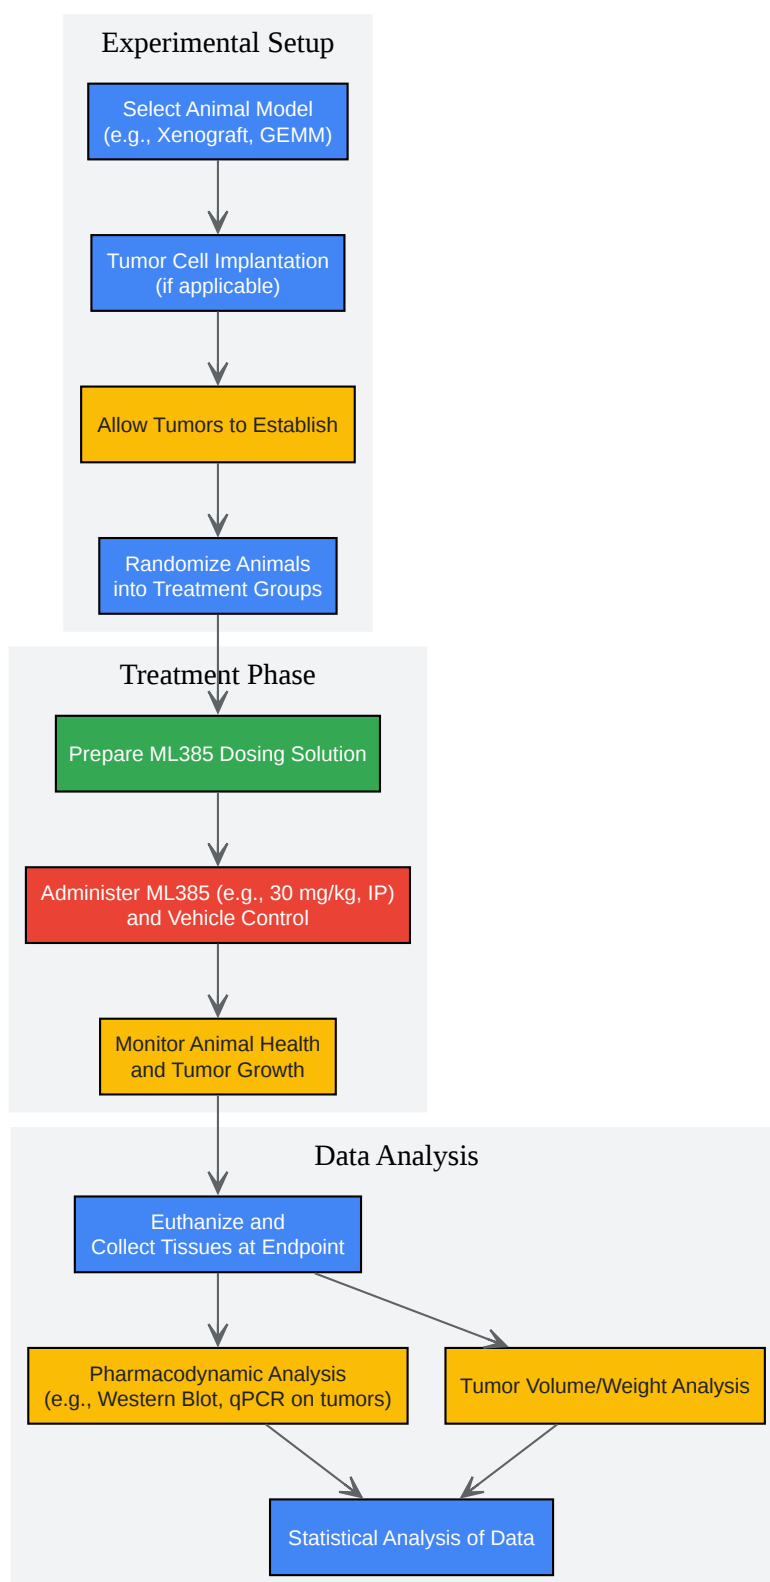 Experimental Setup
Select Animal Model
(e.g., Xenograft, GEMM)
Tumor Cell Implantation
(if applicable)
Allow Tumors to Establish
Randomize Animals
into Treatment Groups
Treatment Phase
Prepare ML385 Dosing Solution
Administer ML385 (e.g., 30 mg/kg, IP)
and Vehicle Control
Monitor Animal Health
and Tumor Growth
Data Analysis
Euthanize and
Collect Tissues at Endpoint
Pharmacodynamic Analysis
(e.g., Western Blot, qPCR on tumors)
Tumor Volume/Weight Analysis
Statistical Analysis of Data